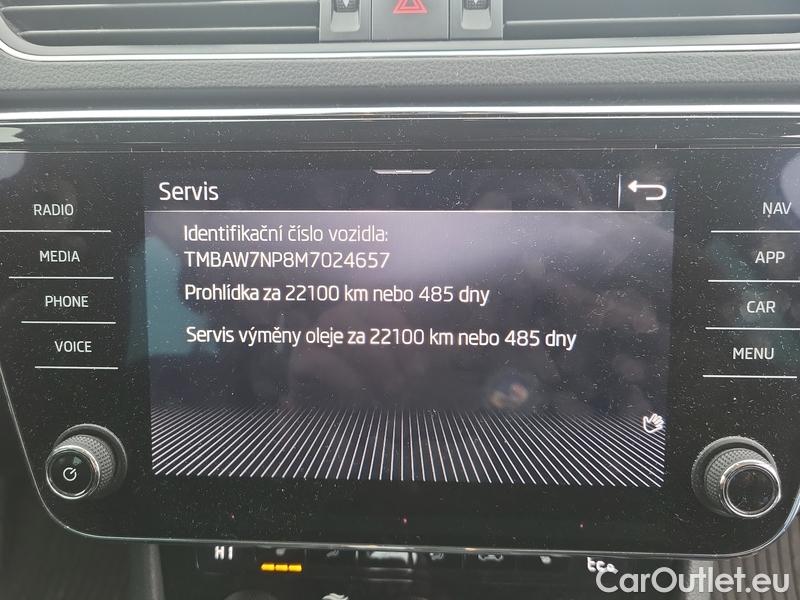 Servis
RADIO
MEDIA
PHONE
VOICE
Identifikační číslo vozidla:
TMBAW7NP8M7024657
Prohlídka za 22100 km nebo 485 dny
Servis výměny oleje za 22100 km nebo 485 dny
NAV
APP
CAR
MENU
HI
CarOutlet.eu